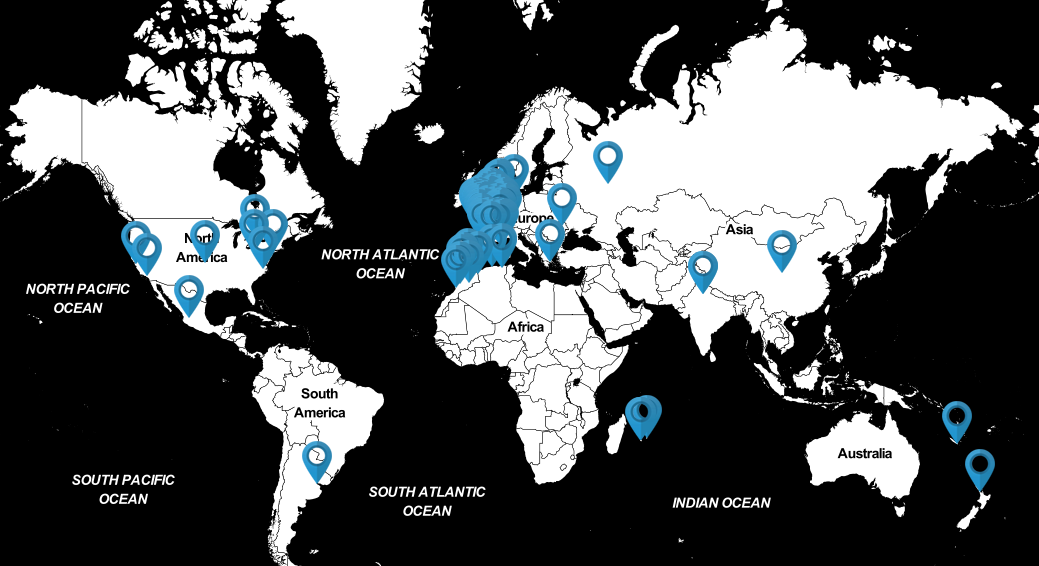 Europe
Asia
North
America
NORTH ATLANTIC
OCEAN
NORTH PACIFIC
OCEAN
Africa
South
America
Australia
SOUTH PACIFIC
OCEAN
SOUTH ATLANTIC
OCEAN
INDIAN OCEAN